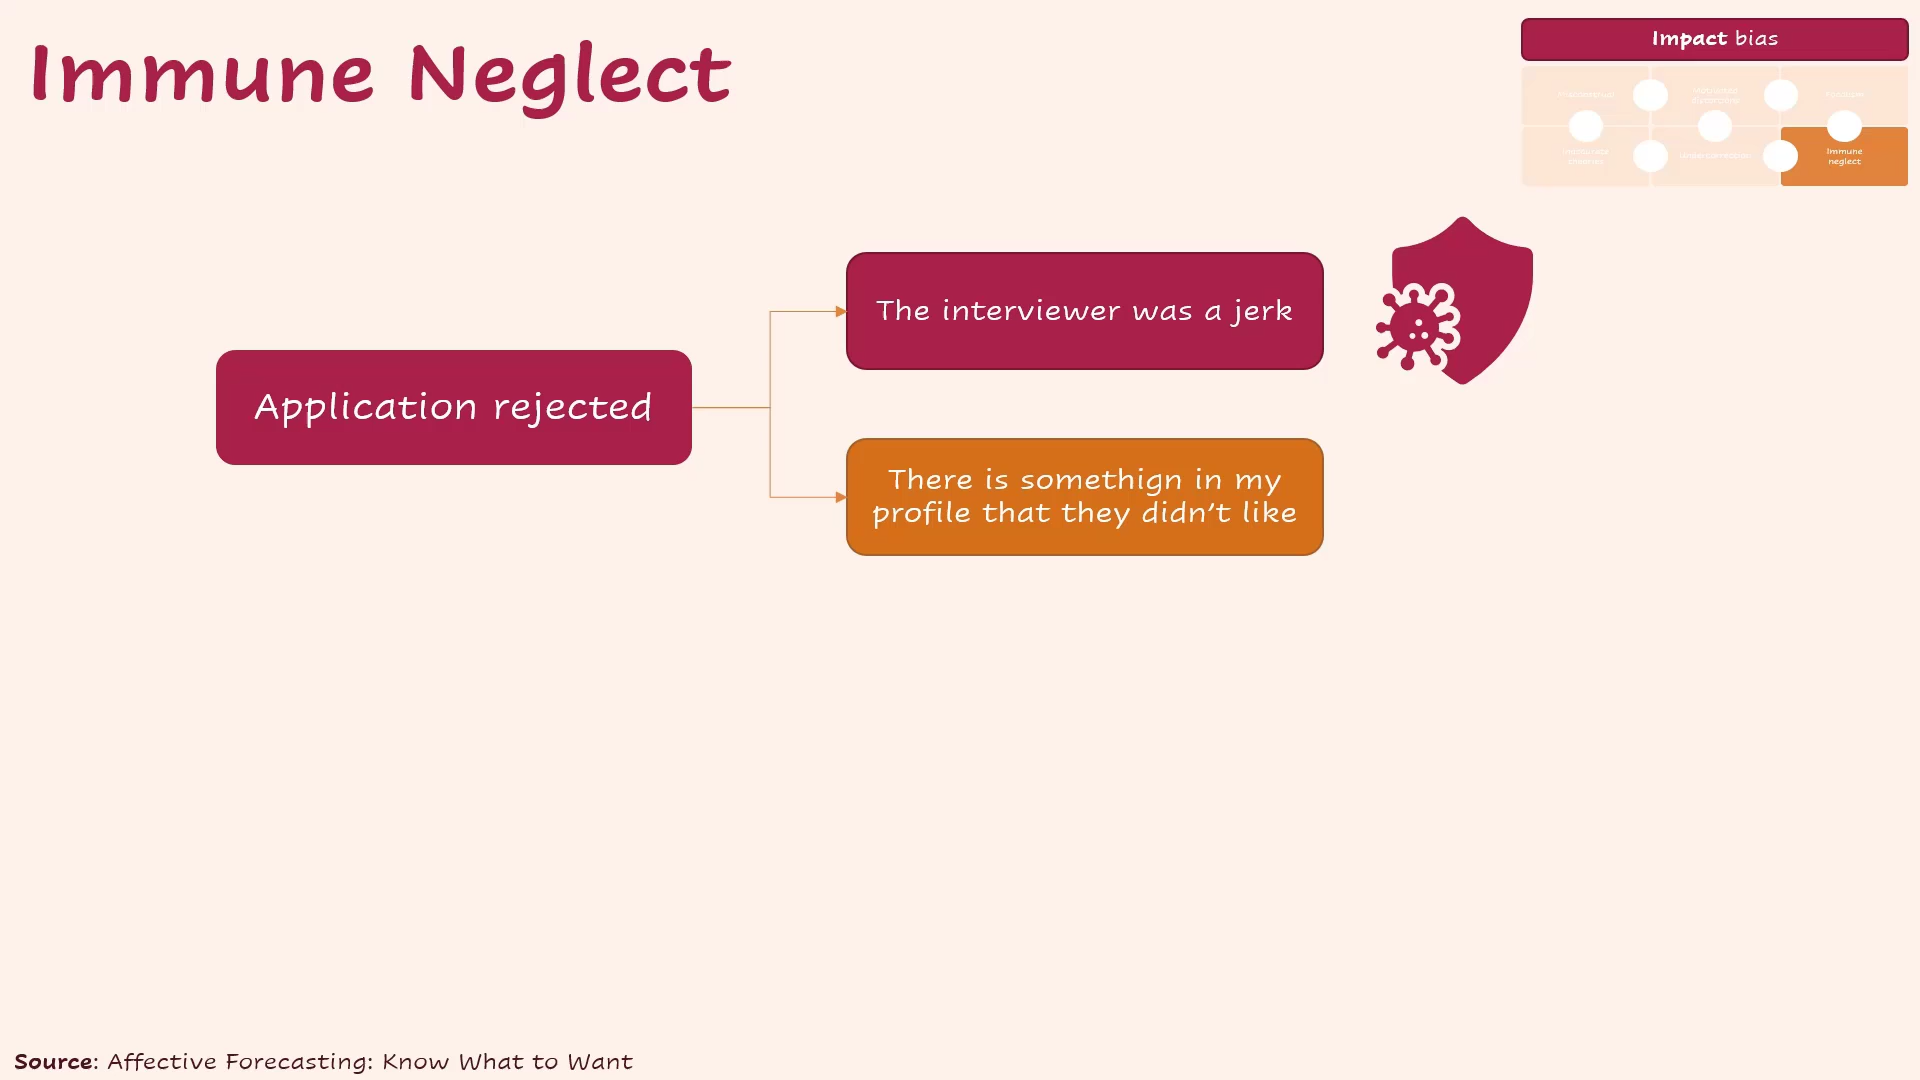 Immune Neglect
Impact bias
Immune
neglect
The interviewer was a jerk
Application rejected
There is somethign in my
profile that they didn’t like
Source: Affective Forecasting: Know What to Want